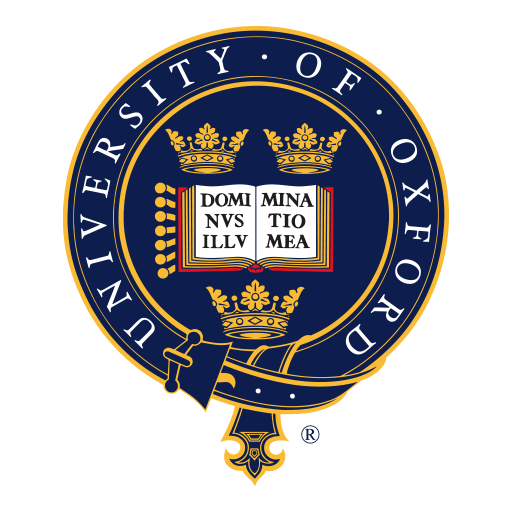 UNIVERSITY · OF · OXFORD
DOMI
NVS
ILLV
MINA
TIO
MEA
®